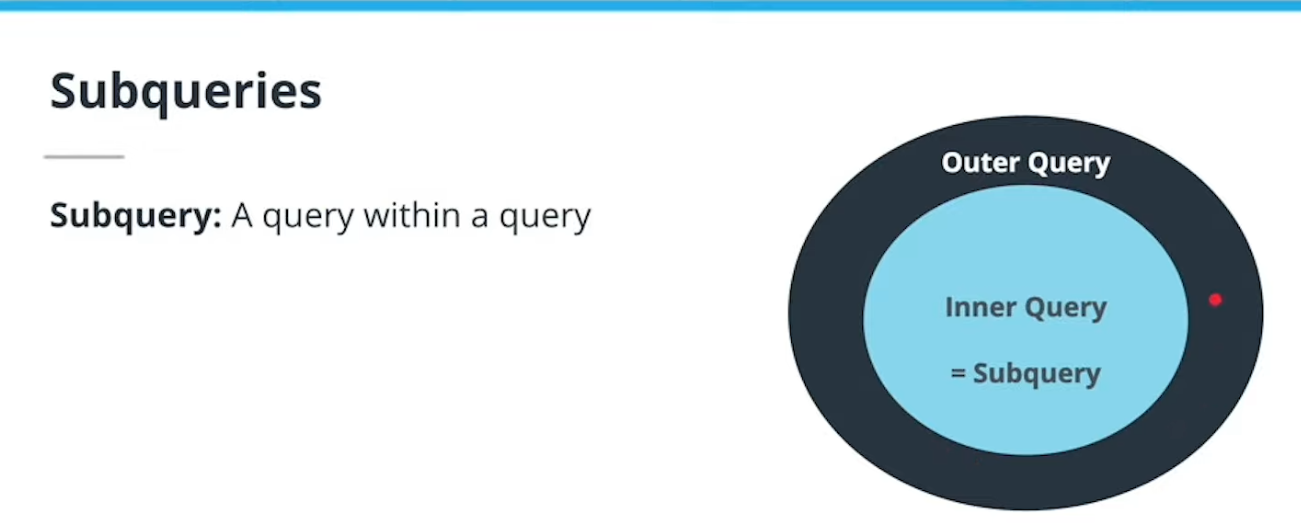 Subqueries
Subquery: A query within a query
Outer Query
Inner Query
= Subquery